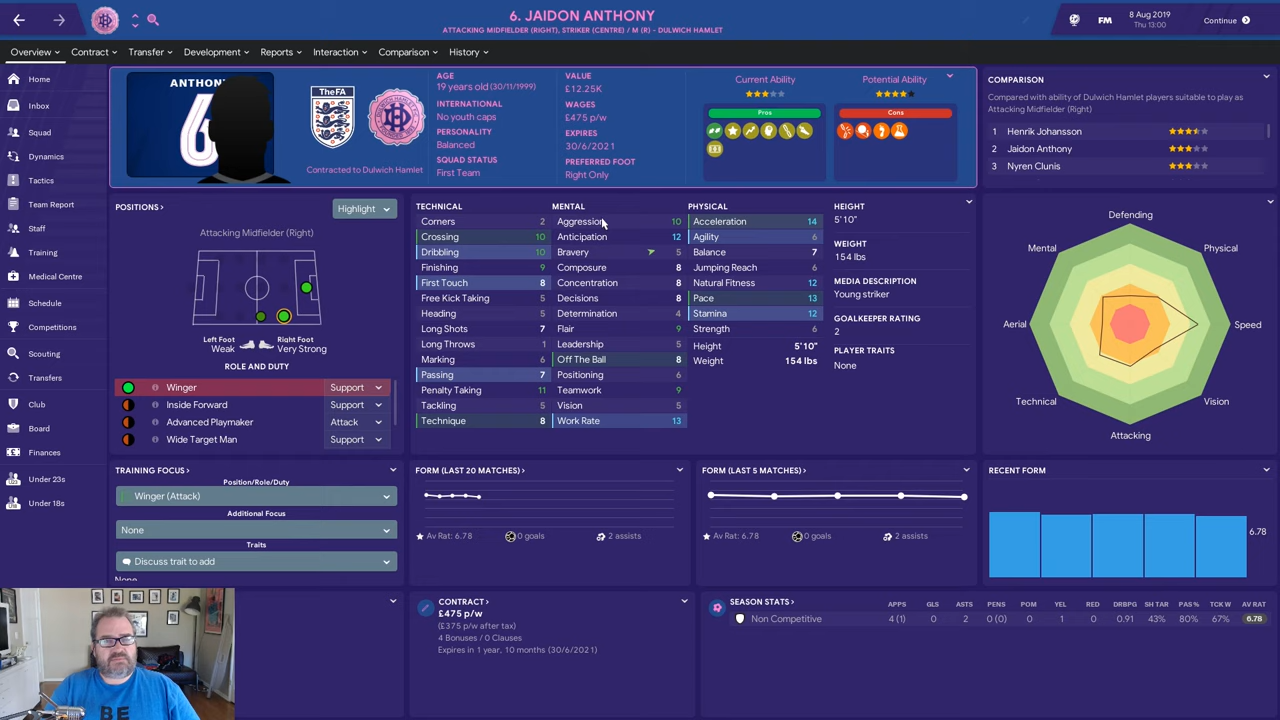 6. JAIDON ANTHONY
ATTACKING MIDFIELDER (RIGHT), STRIKER (CENTRE) / M (R) - DULWICH HAMLET
FM
8 Aug 2019
Thu 13:00
Continue
Overview
Contract
Transfer
Development
Reports
Interaction
Comparison
History
Home
Inbox
Squad
Dynamics
Tactics
Team Report
Staff
Training
Medical Centre
Schedule
Competitions
Scouting
Transfers
Club
Board
Finances
Under 23s
Under 18s
ANTHONY
6
TheFA
Contracted to Dulwich Hamlet
AGE
19 years old (30/11/1999)
INTERNATIONAL
No youth caps
PERSONALITY
Balanced
SQUAD STATUS
First Team
VALUE
£12.25K
WAGES
£475 p/w
EXPIRES
30/6/2021
PREFERRED FOOT
Right Only
Current Ability
Pros
Potential Ability
Cons
COMPARISON
Compared with ability of Dulwich Hamlet players suitable to play as
Attacking Midfielder (Right)
1 Henrik Johansson
2 Jaidon Anthony
3 Nyren Clunis
POSITIONS
Highlight
Attacking Midfielder (Right)
Left Foot
Weak
Right Foot
Very Strong
ROLE AND DUTY
Winger Support
Inside Forward Support
Advanced Playmaker Attack
Wide Target Man Support
TECHNICAL
Corners 2
Crossing 10
Dribbling 10
Finishing 9
First Touch 8
Free Kick Taking 5
Heading 5
Long Shots 7
Long Throws 1
Marking 6
Passing 7
Penalty Taking 11
Tackling 5
Technique 8
MENTAL
Aggression 10
Anticipation 12
Bravery 5
Composure 8
Concentration 8
Decisions 8
Determination 4
Flair 9
Leadership 5
Off The Ball 8
Positioning 6
Teamwork 9
Vision 5
Work Rate 13
PHYSICAL
Acceleration 14
Agility 6
Balance 7
Jumping Reach 6
Natural Fitness 12
Pace 13
Stamina 12
Strength 6
Height 5'10"
Weight 154 lbs
HEIGHT
5'10"
WEIGHT
154 lbs
MEDIA DESCRIPTION
Young striker
GOALKEEPER RATING
2
PLAYER TRAITS
None
Defending
Physical
Speed
Vision
Attacking
Technical
Aerial
Mental
TRAINING FOCUS
Position/Role/Duty
Winger (Attack)
Additional Focus
None
Traits
Discuss trait to add
None
FORM (LAST 20 MATCHES)
Av Rat: 6.78
0 goals
2 assists
FORM (LAST 5 MATCHES)
Av Rat: 6.78
0 goals
2 assists
RECENT FORM
6.78
CONTRACT
£475 p/w
(£375 p/w after tax)
4 Bonuses / 0 Clauses
Expires in 1 year, 10 months (30/6/2021)
SEASON STATS
APPS GLS ASTS PENS POM YEL RED DRBPG SH TAR PAS % TCK W AV RAT
Non Competitive 4 (1) 0 2 0 (0) 0 1 0 0.91 43% 80% 67% 6.78
BE